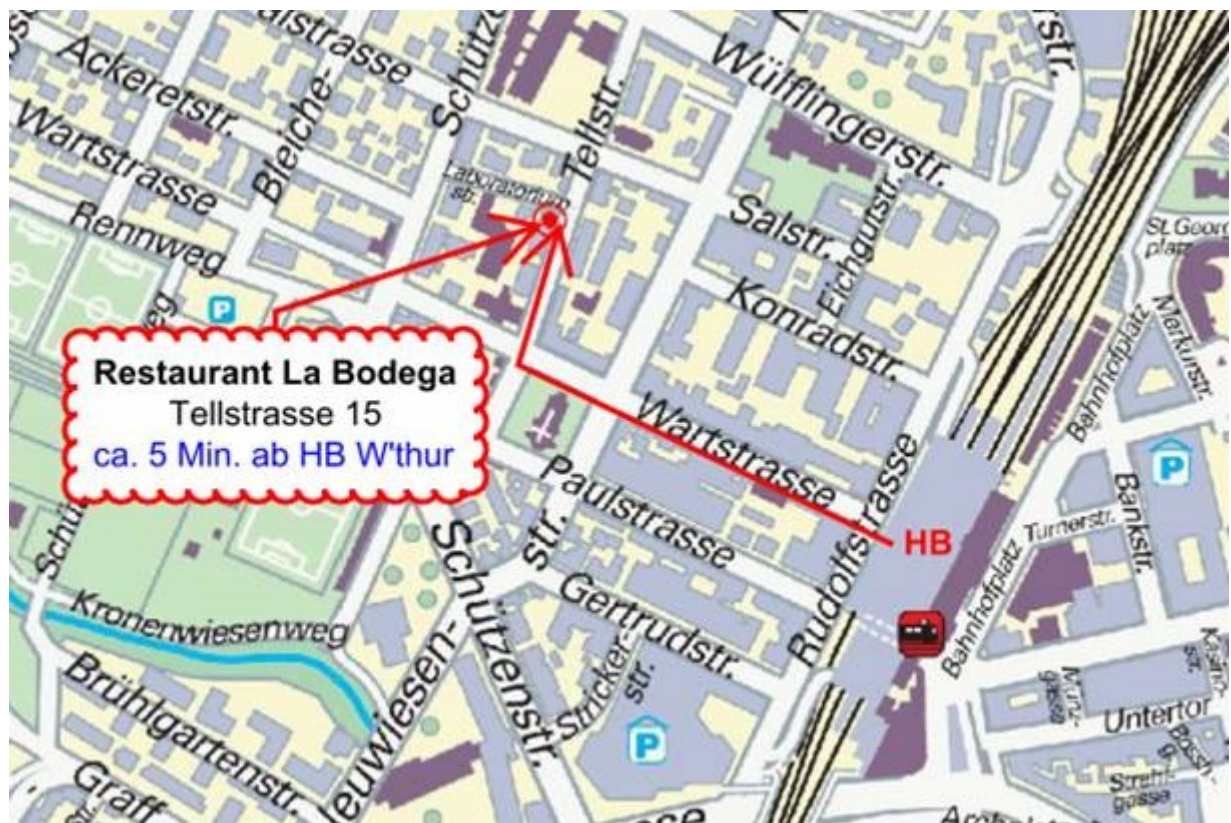 Ackeretstr.
Wartstrasse
Rennweg
Bleiche-
Tellstr.
Laboratorium
str.
Wülflingerstr.
Salstr.
Eichgutstr.
Konradstr.
St. Georg
platz
Merkurstr.
Bahnhofplatz
Restaurant La Bodega
Tellstrasse 15
ca. 5 Min. ab HB W'thur
P
Wartstrasse
Paulstrasse
Rudolfstrasse
HB
P
Bankstr.
Turnerstr.
Bahnhofplatz
Kronenwiesenweg
Schützenstr.
str.
Gertrudstr.
Stricker-
str.
P
Brühlgartenstr.
Graff
Untertor